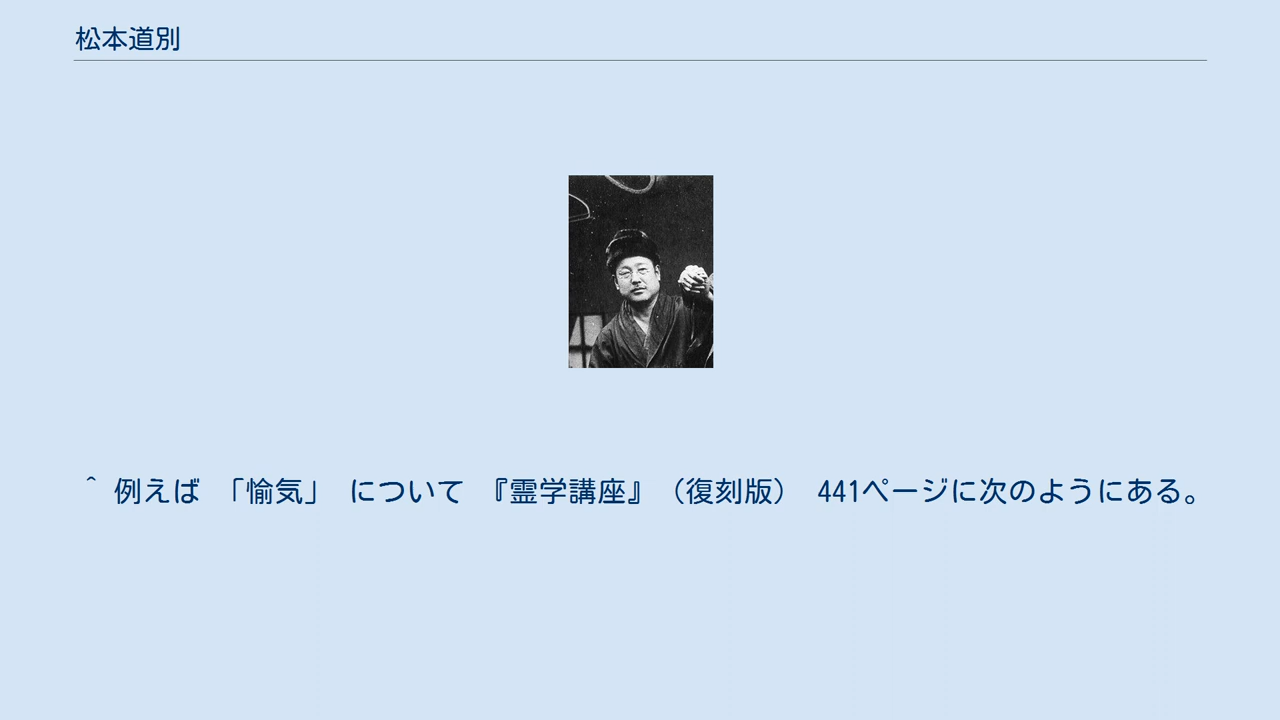 松本道別
^ 例えば 「愉気」 について 『霊学講座』（復刻版） 441ページに次のようにある。